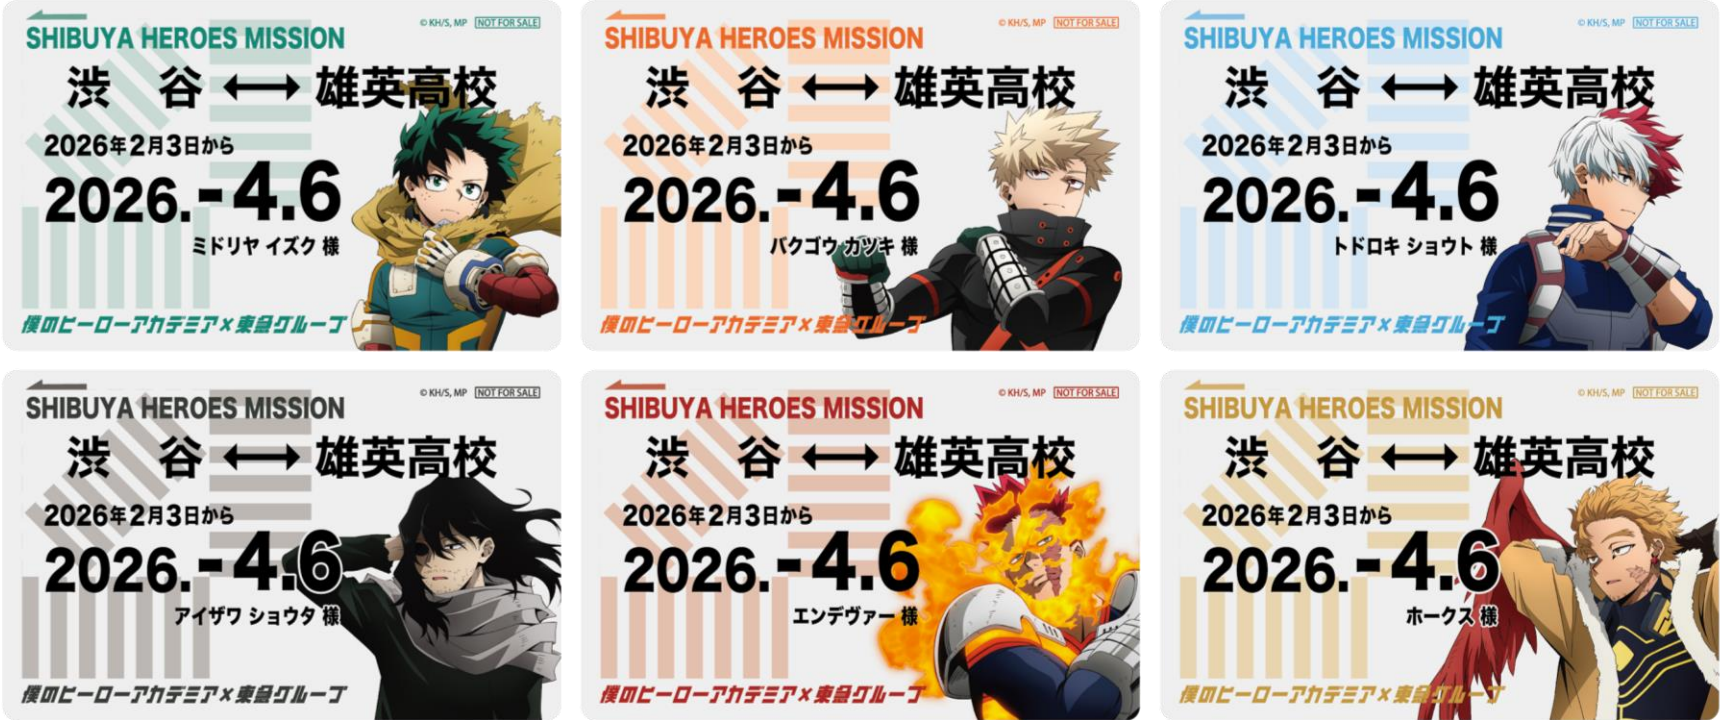 © KH/S, MP NOT FOR SALE
SHIBUYA HEROES MISSION
渋 谷 ⟷ 雄英高校
2026年2月3日から
2026.-4.6
ミドリヤ イズク 様
僕のヒーローアカデミア×東急グループ
© KH/S, MP NOT FOR SALE
SHIBUYA HEROES MISSION
渋 谷 ⟷ 雄英高校
2026年2月3日から
2026.-4.6
バクゴウ カツキ 様
僕のヒーローアカデミア×東急グループ
© KH/S, MP NOT FOR SALE
SHIBUYA HEROES MISSION
渋 谷 ⟷ 雄英高校
2026年2月3日から
2026.-4.6
トドロキ ショウト 様
僕のヒーローアカデミア×東急グループ
© KH/S, MP NOT FOR SALE
SHIBUYA HEROES MISSION
渋 谷 ⟷ 雄英高校
2026年2月3日から
2026.-4.6
アイザワ ショウタ 様
僕のヒーローアカデミア×東急グループ
© KH/S, MP NOT FOR SALE
SHIBUYA HEROES MISSION
渋 谷 ⟷ 雄英高校
2026年2月3日から
2026.-4.6
エンデヴァー 様
僕のヒーローアカデミア×東急グループ
© KH/S, MP NOT FOR SALE
SHIBUYA HEROES MISSION
渋 谷 ⟷ 雄英高校
2026年2月3日から
2026.-4.6
ホークス 様
僕のヒーローアカデミア×東急グループ